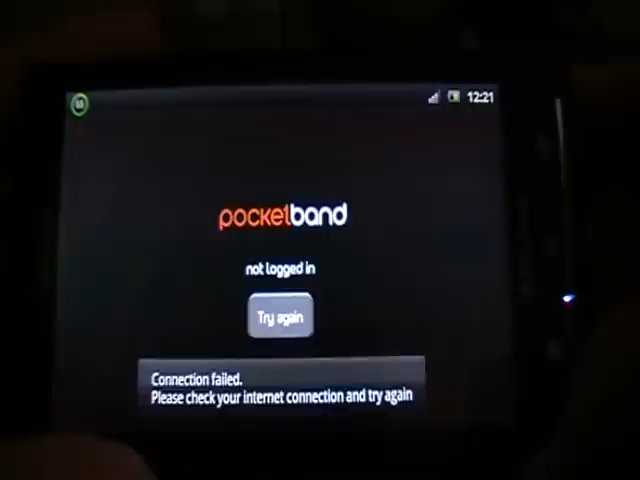 12:21
pocketband
not logged in
Try again
Connection failed.
Please check your internet connection and try again